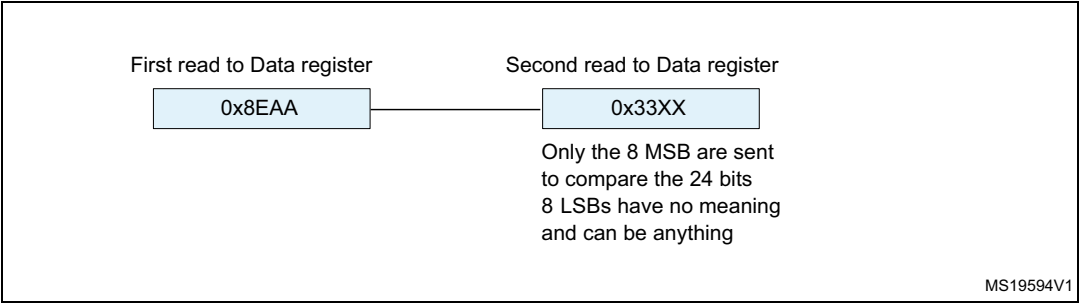 First read to Data register
Second read to Data register
0x8EAA
0x33XX
Only the 8 MSB are sent
to compare the 24 bits
8 LSBs have no meaning
and can be anything
MS19594V1